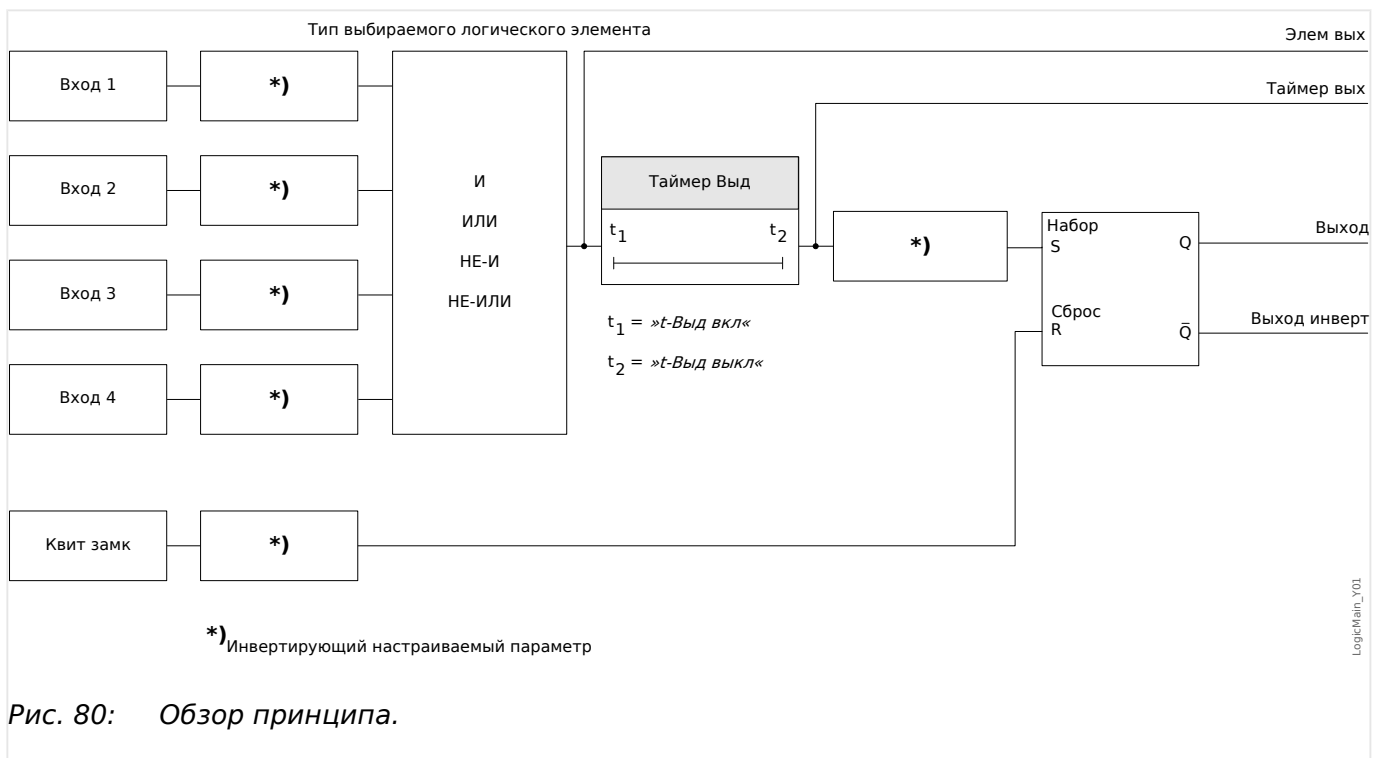 Тип выбираемого логического элемента
Элем вых
Таймер вых
Вход 1
*)
Вход 2
*)
Вход 3
*)
Вход 4
*)
И
ИЛИ
НЕ-И
НЕ-ИЛИ
Таймер Выд
t1
t2
t1 = »t-Выд вкл«
t2 = »t-Выд выкл«
*)
Набор
S
Q
Сброс
R
Q̅
Выход
Выход инверт
Квит замк
*)
*)Инвертирующий настраиваемый параметр
LogicMain_Y01
Рис. 80: Обзор принципа.